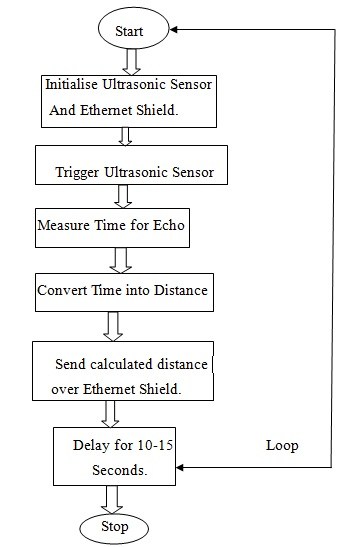 Start
Initialise Ultrasonic Sensor
And Ethernet Shield.
Trigger Ultrasonic Sensor
Measure Time for Echo
Convert Time into Distance
Send calculated distance
over Ethernet Shield.
Delay for 10-15
Seconds.
Loop
Stop